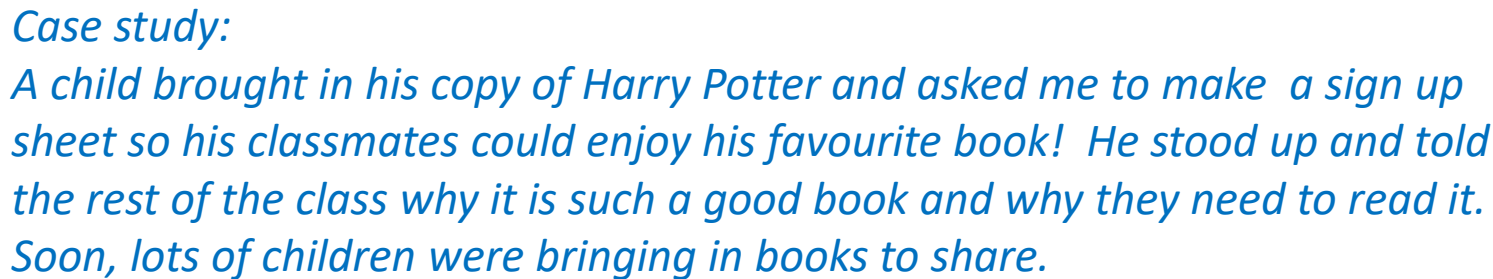 Case study:
A child brought in his copy of Harry Potter and asked me to make  a sign up
sheet so his classmates could enjoy his favourite book!  He stood up and told
the rest of the class why it is such a good book and why they need to read it.
Soon, lots of children were bringing in books to share.